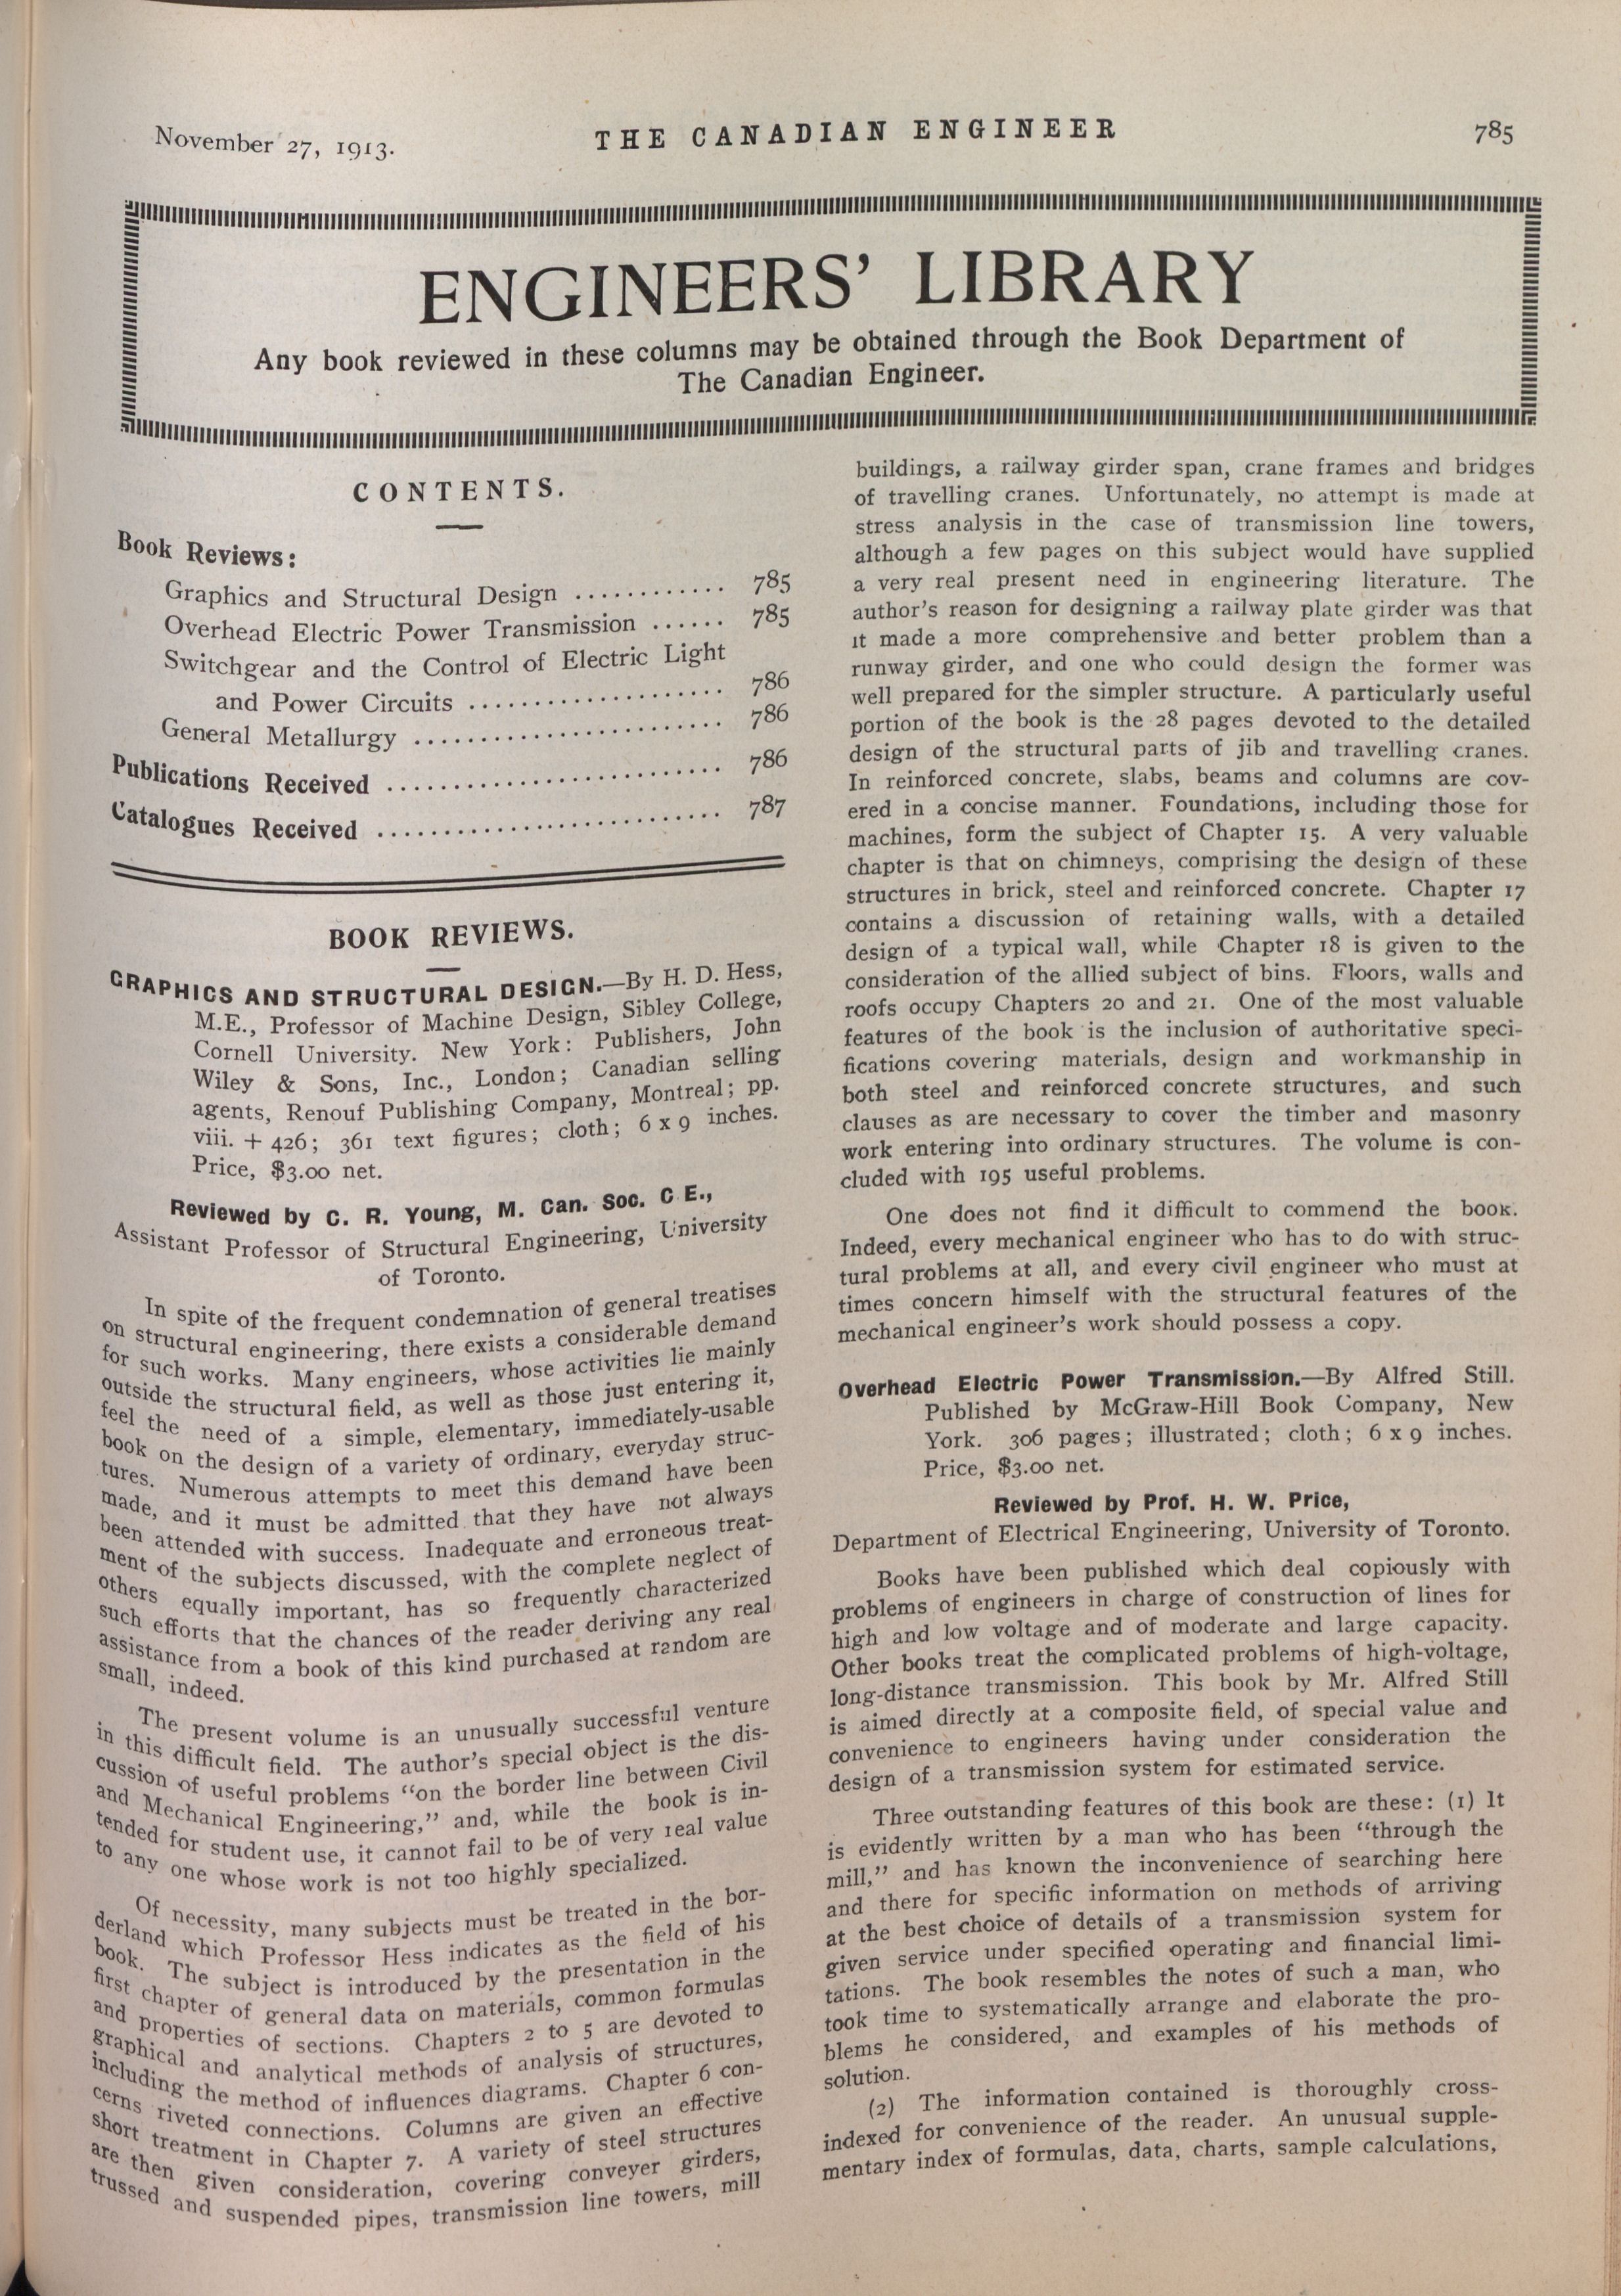 November 27, 1913.
THE CANADIAN ENGINEER
785
ENGINEERS' LIBRARY
Any book reviewed in these columns may be obtained through the Book Department of
The Canadian Engineer.
CONTENTS.
Book Reviews:
Graphics and Structural Design ............ 785
Overhead Electric Power Transmission ...... 785
Switchgear and the Control of Electric Light
and Power Circuits .................... 786
General Metallurgy ........................ 786
Publications Received .......................... 786
Catalogues Received ........................... 787
BOOK REVIEWS.
GRAPHICS AND STRUCTURAL DESIGN.—By H. D. Hess,
M.E., Professor of Machine Design, Sibley College,
Cornell University. New York: Publishers, John
Wiley & Sons, Inc., London; Canadian selling
agents, Renouf Publishing Company, Montreal; pp.
viii. + 426; 361 text figures; cloth; 6 x 9 inches.
Price, $3.00 net.
Reviewed by C. R. Young, M. Can. Soc. C E.,
Assistant Professor of Structural Engineering, University
of Toronto.
In spite of the frequent condemnation of general treatises
on structural engineering, there exists a considerable demand
for such works. Many engineers, whose activities lie mainly
outside the structural field, as well as those just entering it,
feel the need of a simple, elementary, immediately-usable
book on the design of a variety of ordinary, everyday struc-
tures. Numerous attempts to meet this demand have been
made, and it must be admitted that they have not always
been attended with success. Inadequate and erroneous treat-
ment of the subjects discussed, with the complete neglect of
others equally important, has so frequently characterized
such efforts that the chances of the reader deriving any real
assistance from a book of this kind purchased at random are
small, indeed.
The present volume is an unusually successful venture
in this difficult field. The author's special object is the dis-
cussion of useful problems "on the border line between Civil
and Mechanical Engineering," and, while the book is in-
tended for student use, it cannot fail to be of very real value
to any one whose work is not too highly specialized.
Of necessity, many subjects must be treated in the bor-
derland which Professor Hess indicates as the field of his
book. The subject is introduced by the presentation in the
first chapter of general data on materials, common formulas
and properties of sections. Chapters 2 to 5 are devoted to
graphical and analytical methods of analysis of structures,
including the method of influences diagrams. Chapter 6 con-
cerns riveted connections. Columns are given an effective
short treatment in Chapter 7. A variety of steel structures
are then given consideration, covering conveyer girders,
trussed and suspended pipes, transmission line towers, mill
buildings, a railway girder span, crane frames and bridges
of travelling cranes. Unfortunately, no attempt is made at
stress analysis in the case of transmission line towers,
although a few pages on this subject would have supplied
a very real present need in engineering literature. The
author's reason for designing a railway plate girder was that
it made a more comprehensive and better problem than a
runway girder, and one who could design the former was
well prepared for the simpler structure. A particularly useful
portion of the book is the 28 pages devoted to the detailed
design of the structural parts of jib and travelling cranes.
In reinforced concrete, slabs, beams and columns are cov-
ered in a concise manner. Foundations, including those for
machines, form the subject of Chapter 15. A very valuable
chapter is that on chimneys, comprising the design of these
structures in brick, steel and reinforced concrete. Chapter 17
contains a discussion of retaining walls, with a detailed
design of a typical wall, while Chapter 18 is given to the
consideration of the allied subject of bins. Floors, walls and
roofs occupy Chapters 20 and 21. One of the most valuable
features of the book is the inclusion of authoritative speci-
fications covering materials, design and workmanship in
both steel and reinforced concrete structures, and such
clauses as are necessary to cover the timber and masonry
work entering into ordinary structures. The volume is con-
cluded with 195 useful problems.
One does not find it difficult to commend the book.
Indeed, every mechanical engineer who has to do with struc-
tural problems at all, and every civil engineer who must at
times concern himself with the structural features of the
mechanical engineer's work should possess a copy.
Overhead Electric Power Transmission.—By Alfred Still.
Published by McGraw-Hill Book Company, New
York. 306 pages; illustrated; cloth; 6 x 9 inches.
Price, $3.00 net.
Reviewed by Prof. H. W. Price,
Department of Electrical Engineering, University of Toronto.
Books have been published which deal copiously with
problems of engineers in charge of construction of lines for
high and low voltage and of moderate and large capacity.
Other books treat the complicated problems of high-voltage,
long-distance transmission. This book by Mr. Alfred Still
is aimed directly at a composite field, of special value and
convenience to engineers having under consideration the
design of a transmission system for estimated service.
Three outstanding features of this book are these: (1) It
is evidently written by a man who has been "through the
mill," and has known the inconvenience of searching here
and there for specific information on methods of arriving
at the best choice of details of a transmission system for
given service under specified operating and financial limi-
tations. The book resembles the notes of such a man, who
took time to systematically arrange and elaborate the pro-
blems he considered, and examples of his methods of
solution.
(2) The information contained is thoroughly cross-
indexed for convenience of the reader. An unusual supple-
mentary index of formulas, data, charts, sample calculations,